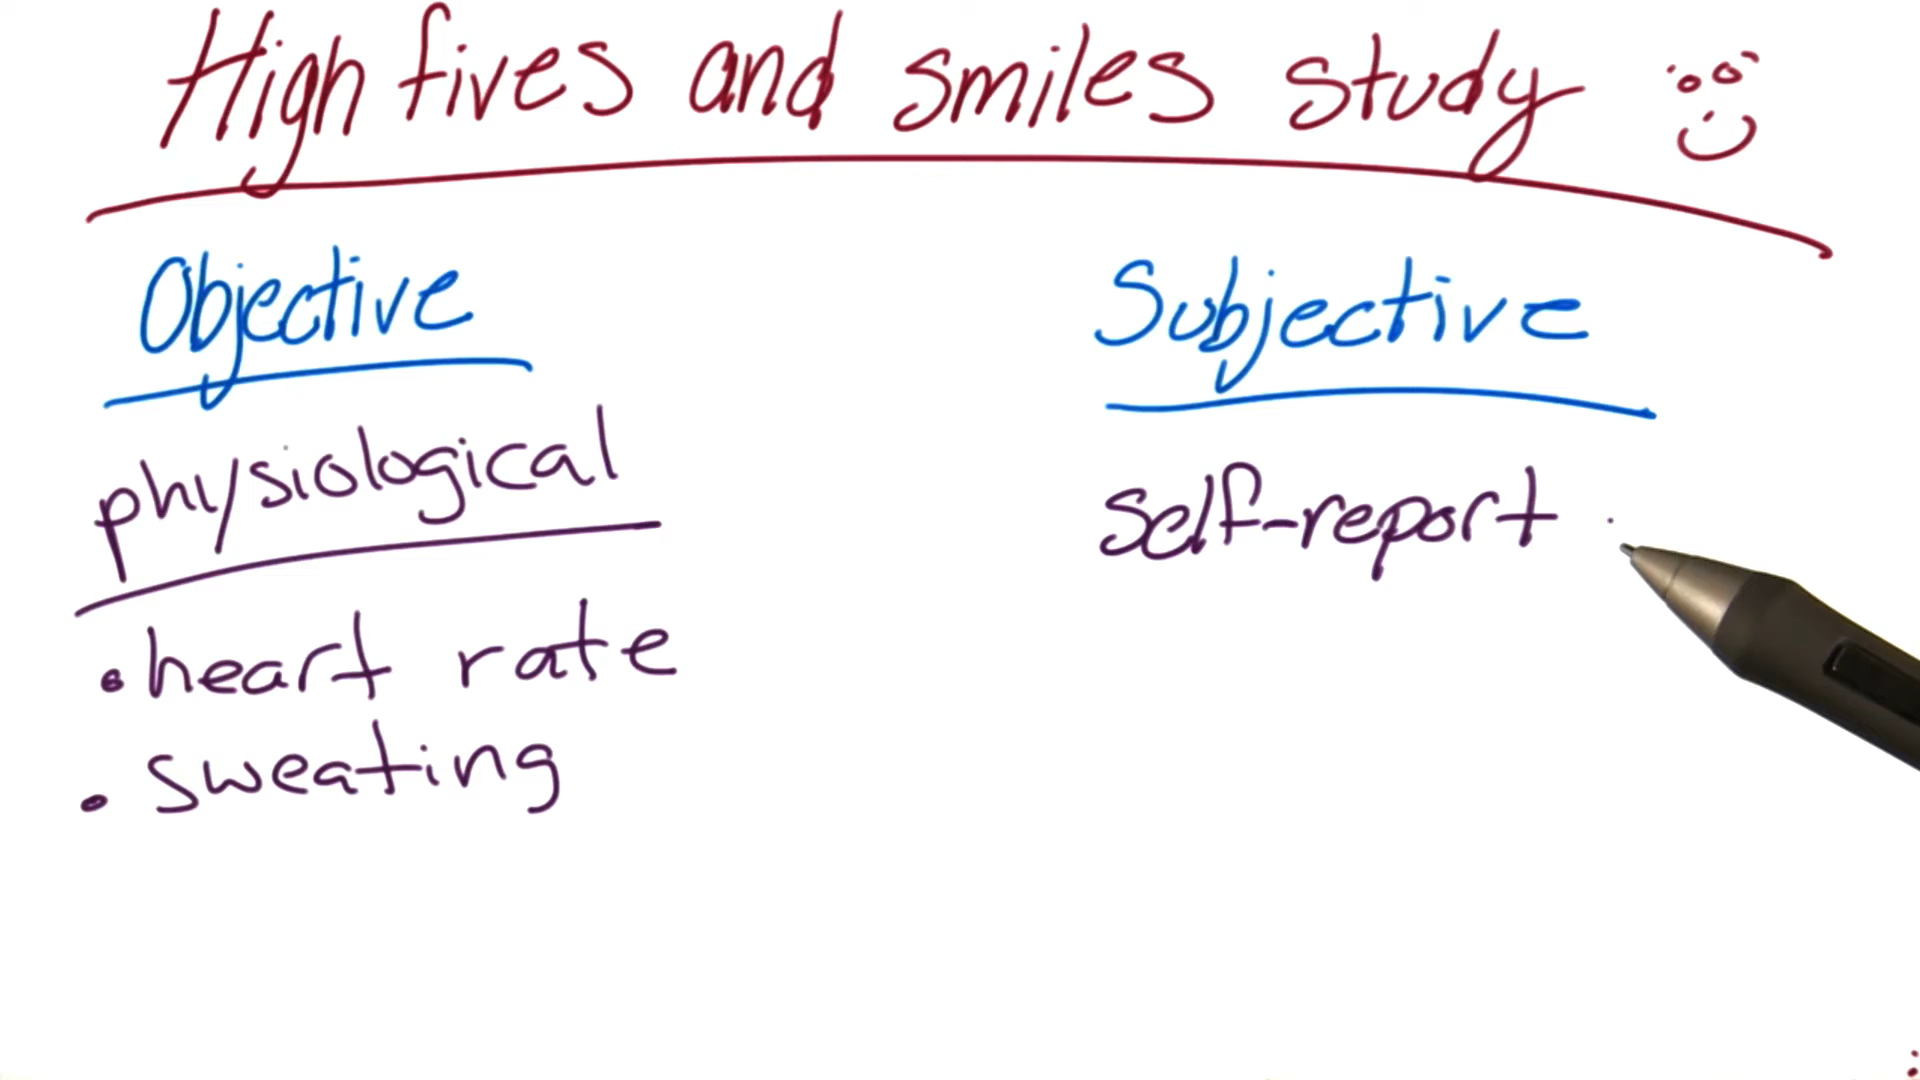 High fives and smiles study
Objective
physiological
• heart rate
• sweating
Subjective
self-report